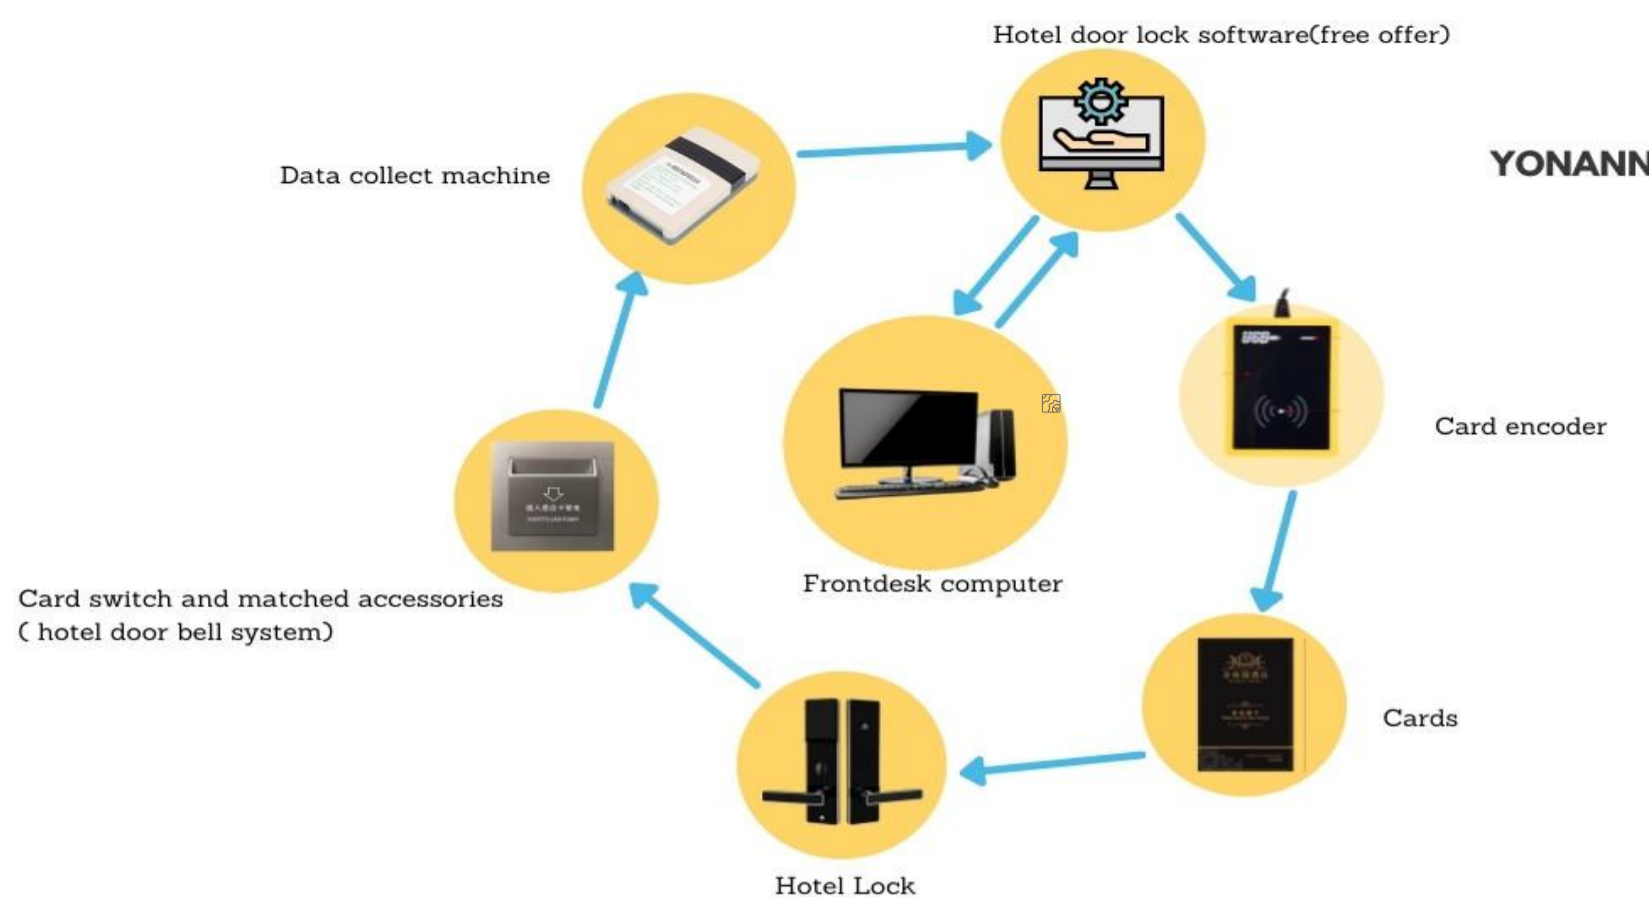 Hotel door lock software(free offer)
YONANN
Data collect machine
Card encoder
Frontdesk computer
Card switch and matched accessories
( hotel door bell system)
Cards
Hotel Lock